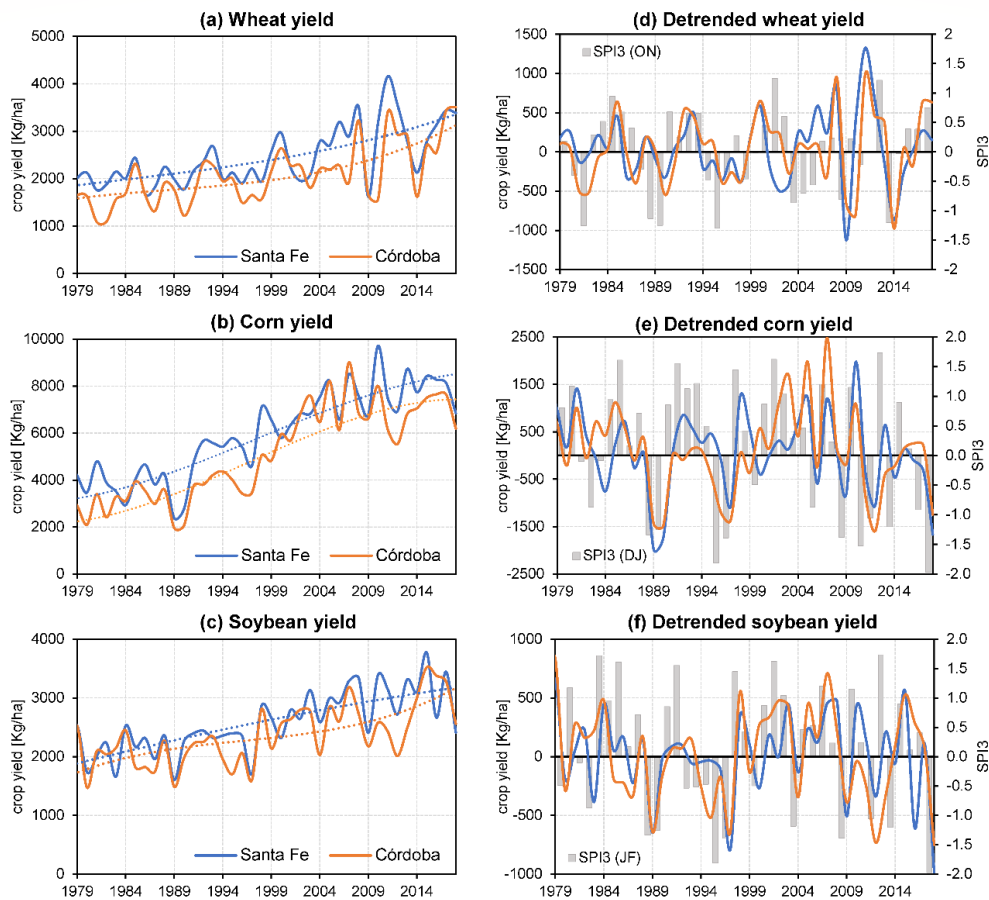 (a) Wheat yield
crop yield [Kg/ha]
5000
4000
3000
2000
1000
0
Santa Fe
Córdoba
1979 1984 1989 1994 1999 2004 2009 2014
(d) Detrended wheat yield
crop yield [Kg/ha]
1500
1000
500
0
-500
-1000
-1500
SPI3 (ON)
2
1.5
1
0.5
0
-0.5
-1
-1.5
-2
SPI3
1979 1984 1989 1994 1999 2004 2009 2014
(b) Corn yield
crop yield [Kg/ha]
10000
8000
6000
4000
2000
0
Santa Fe
Córdoba
1979 1984 1989 1994 1999 2004 2009 2014
(e) Detrended corn yield
crop yield [Kg/ha]
2500
1500
500
-500
-1500
-2500
SPI3 (DJ)
2.0
1.5
1.0
0.5
0.0
-0.5
-1.0
-1.5
-2.0
SPI3
1979 1984 1989 1994 1999 2004 2009 2014
(c) Soybean yield
crop yield [Kg/ha]
4000
3000
2000
1000
0
Santa Fe
Córdoba
1979 1984 1989 1994 1999 2004 2009 2014
(f) Detrended soybean yield
crop yield [Kg/ha]
1000
500
0
-500
-1000
SPI3 (JF)
2.0
1.5
1.0
0.5
0.0
-0.5
-1.0
-1.5
-2.0
SPI3
1979 1984 1989 1994 1999 2004 2009 2014